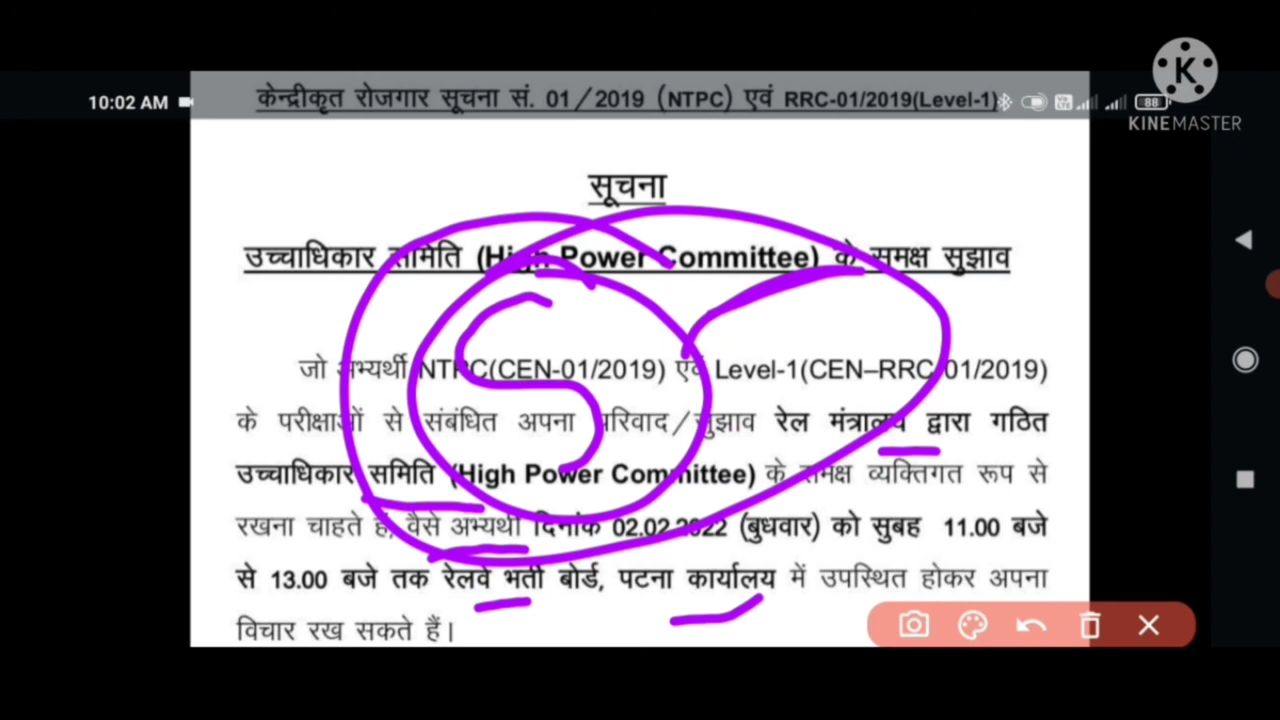 10:02 AM
केन्द्रीकृत रोजगार सूचना सं. 01/2019 (NTPC) एवं RRC-01/2019(Level-1)
88
K
KINEMASTER
सूचना
उच्चाधिकार समिति (High Power Committee) के समक्ष सुझाव
जो अभ्यर्थी NTPC(CEN-01/2019) एवं Level-1(CEN–RRC 01/2019)
के परीक्षाओं से संबंधित अपना परिवाद/सुझाव रेल मंत्रालय द्वारा गठित
उच्चाधिकार समिति (High Power Committee) के समक्ष व्यक्तिगत रूप से
रखना चाहते हैं, वैसे अभ्यर्थी दिनांक 02.02.2022 (बुधवार) को सुबह 11.00 बजे
से 13.00 बजे तक रेलवे भर्ती बोर्ड, पटना कार्यालय में उपस्थित होकर अपना
विचार रख सकते हैं।
S